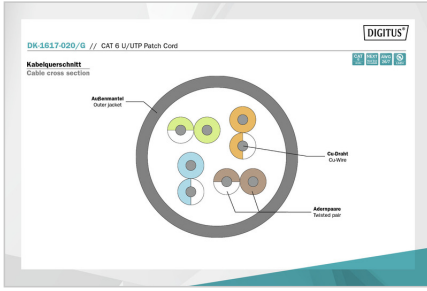 DIGITUS®
DK-1617-020/G // CAT 6 U/UTP Patch Cord
Kabelquerschnitt
Cable cross section
Außenmantel
Outer jacket
Cu-Draht
Cu-Wire
Adernpaare
Twisted pair